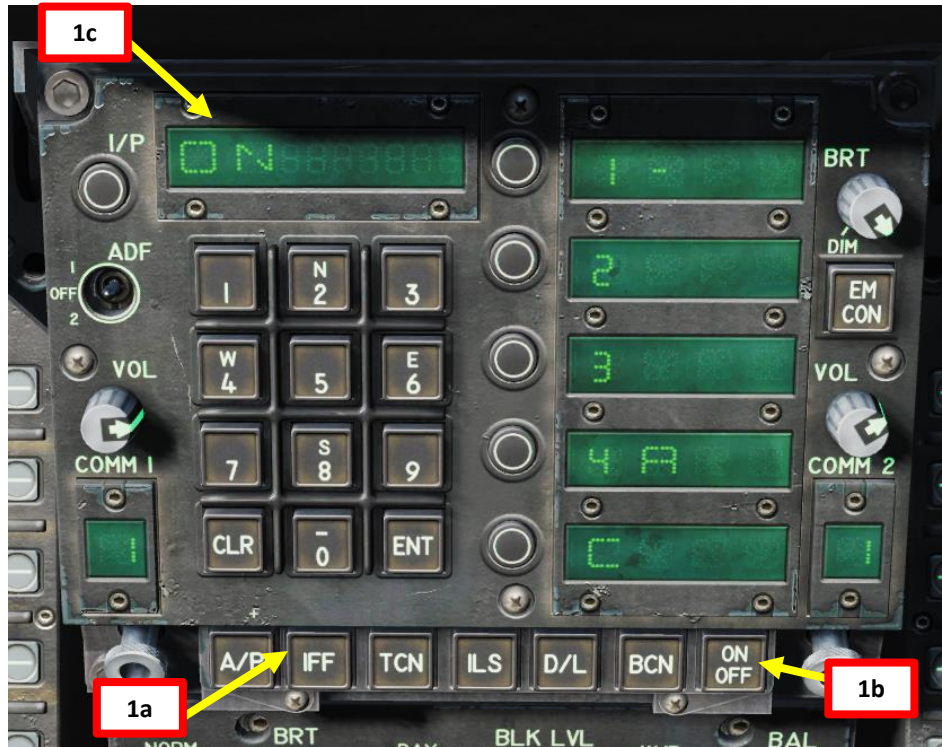 1c
ON
I/P
1 -
BRT
DIM
ADF
1
OFF
2
1
N
2
3
2
EM
CON
W
4
5
E
6
3
VOL
VOL
7
S
8
9
4 A
COMM 1
COMM 2
CLR
-
0
ENT
C
1
1
A/P
IFF
TCN
ILS
D/L
BCN
ON
OFF
1a
1b
NORM
BRT
DAY
BLK LVL
BAL